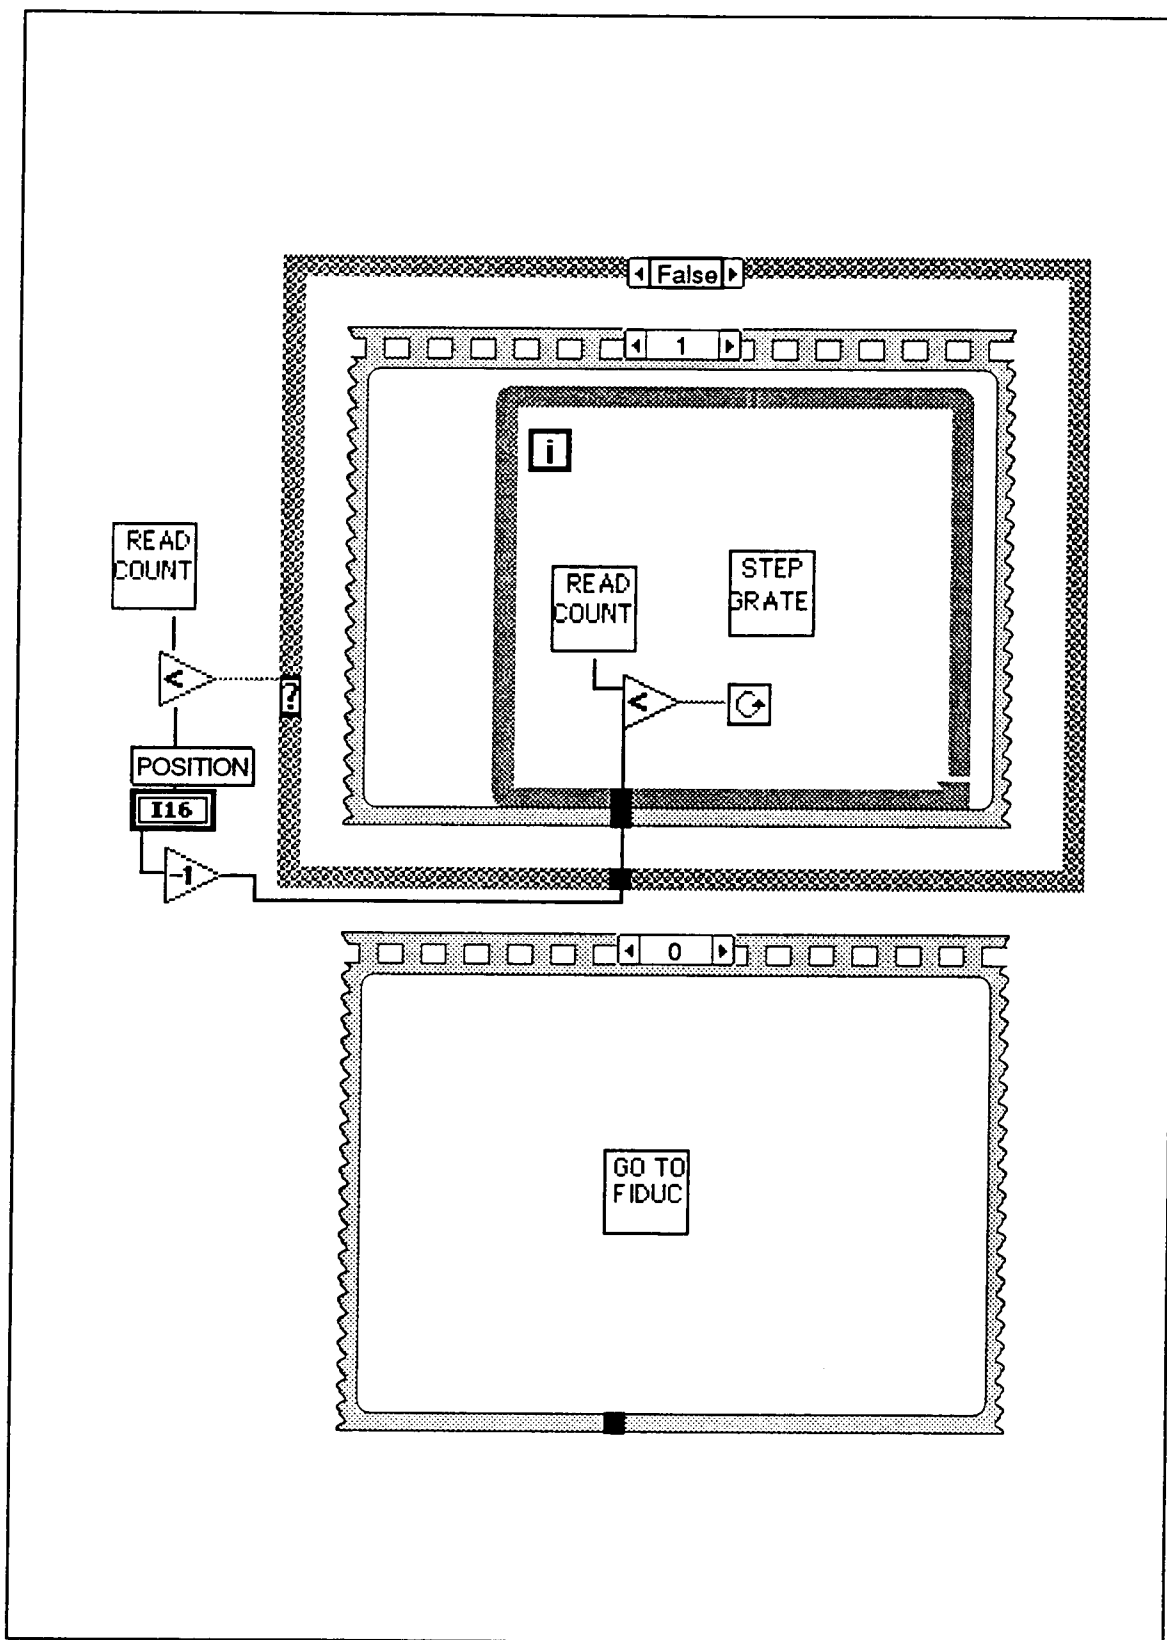 False
1
i
READ
COUNT
STEP
GRATE
READ
COUNT
<
<
?
POSITION
I16
-1
0
GO TO
FIDUC